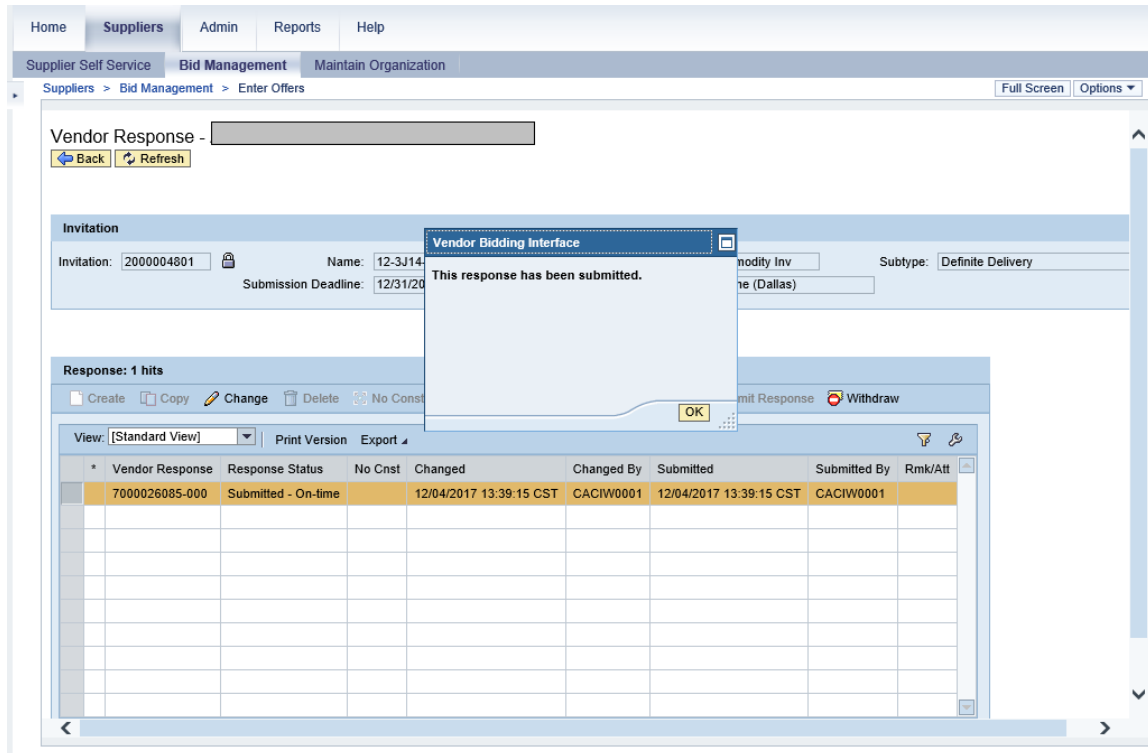 Home Suppliers Admin Reports Help
Supplier Self Service Bid Management Maintain Organization
Suppliers > Bid Management > Enter Offers Full Screen Options
Vendor Response -
Back Refresh
Invitation
Invitation: 2000004801 Name: 12-3J14- modity Inv Subtype: Definite Delivery
Submission Deadline: 12/31/20 ne (Dallas)
Vendor Bidding Interface
This response has been submitted.
OK
Response: 1 hits
Create Copy Change Delete No Const mit Response Withdraw
View: [Standard View] Print Version Export
* Vendor Response Response Status No Cnst Changed Changed By Submitted Submitted By Rmk/Att
7000026085-000 Submitted - On-time 12/04/2017 13:39:15 CST CACIW0001 12/04/2017 13:39:15 CST CACIW0001